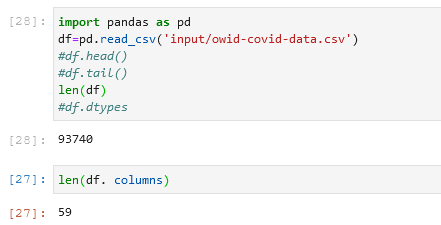 [28]: import pandas as pd
df=pd.read_csv('input/owid-covid-data.csv')
#df.head()
#df.tail()
len(df)
#df.dtypes
[28]: 93740
[27]: len(df. columns)
[27]: 59